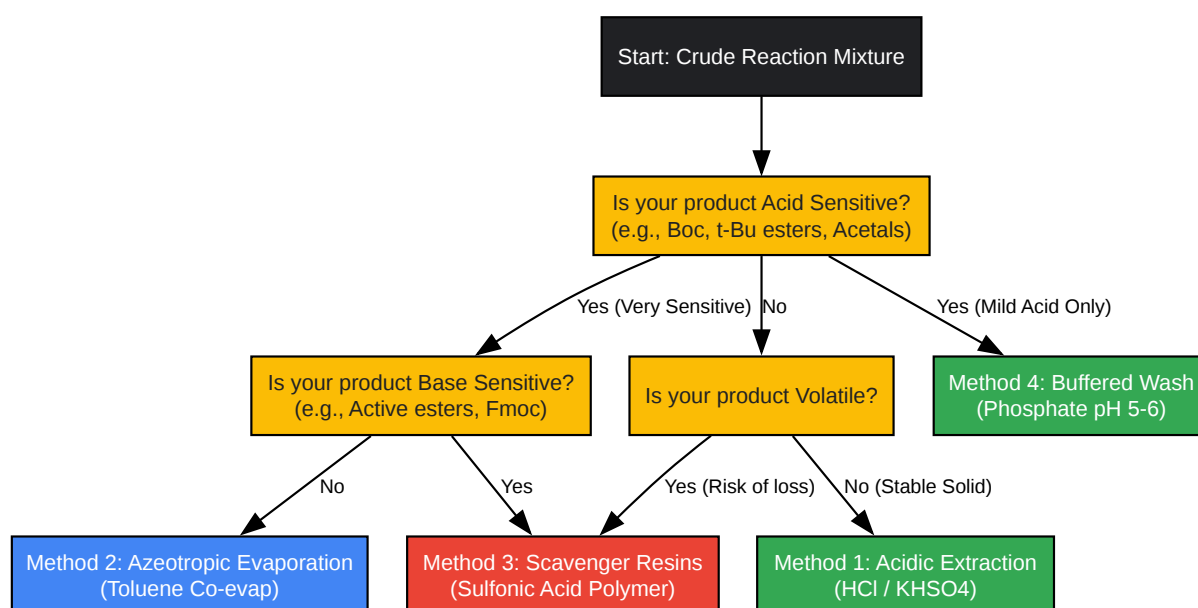 Start: Crude Reaction Mixture
Is your product Acid Sensitive?
(e.g., Boc, t-Bu esters, Acetals)
Yes (Very Sensitive)
No
Yes (Mild Acid Only)
Is your product Base Sensitive?
(e.g., Active esters, Fmoc)
Is your product Volatile?
Method 4: Buffered Wash
(Phosphate pH 5-6)
No
Yes
Yes (Risk of loss)
No (Stable Solid)
Method 2: Azeotropic Evaporation
(Toluene Co-evap)
Method 3: Scavenger Resins
(Sulfonic Acid Polymer)
Method 1: Acidic Extraction
(HCl / KHSO4)